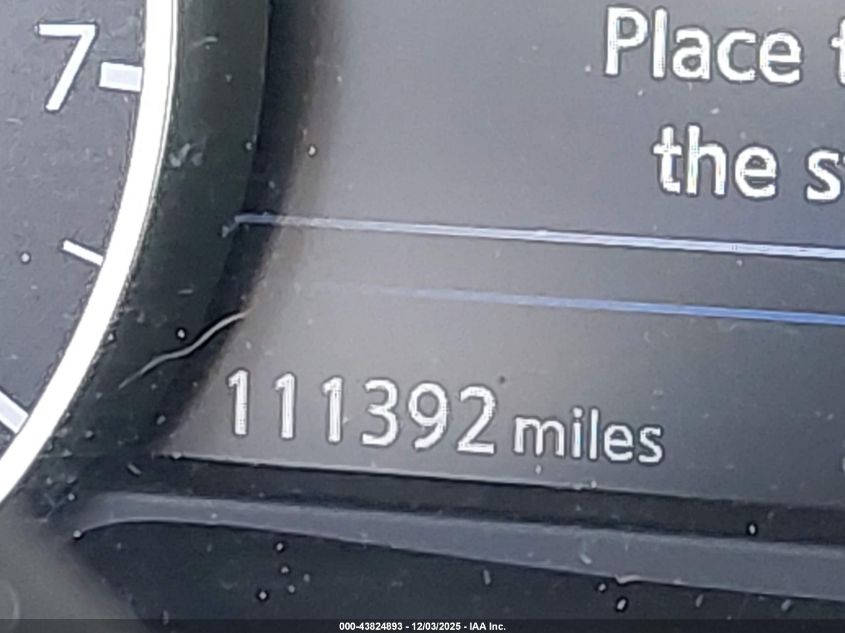 7
Place
the
111392 miles
000-43824893 - 12/03/2025 - IAA Inc.